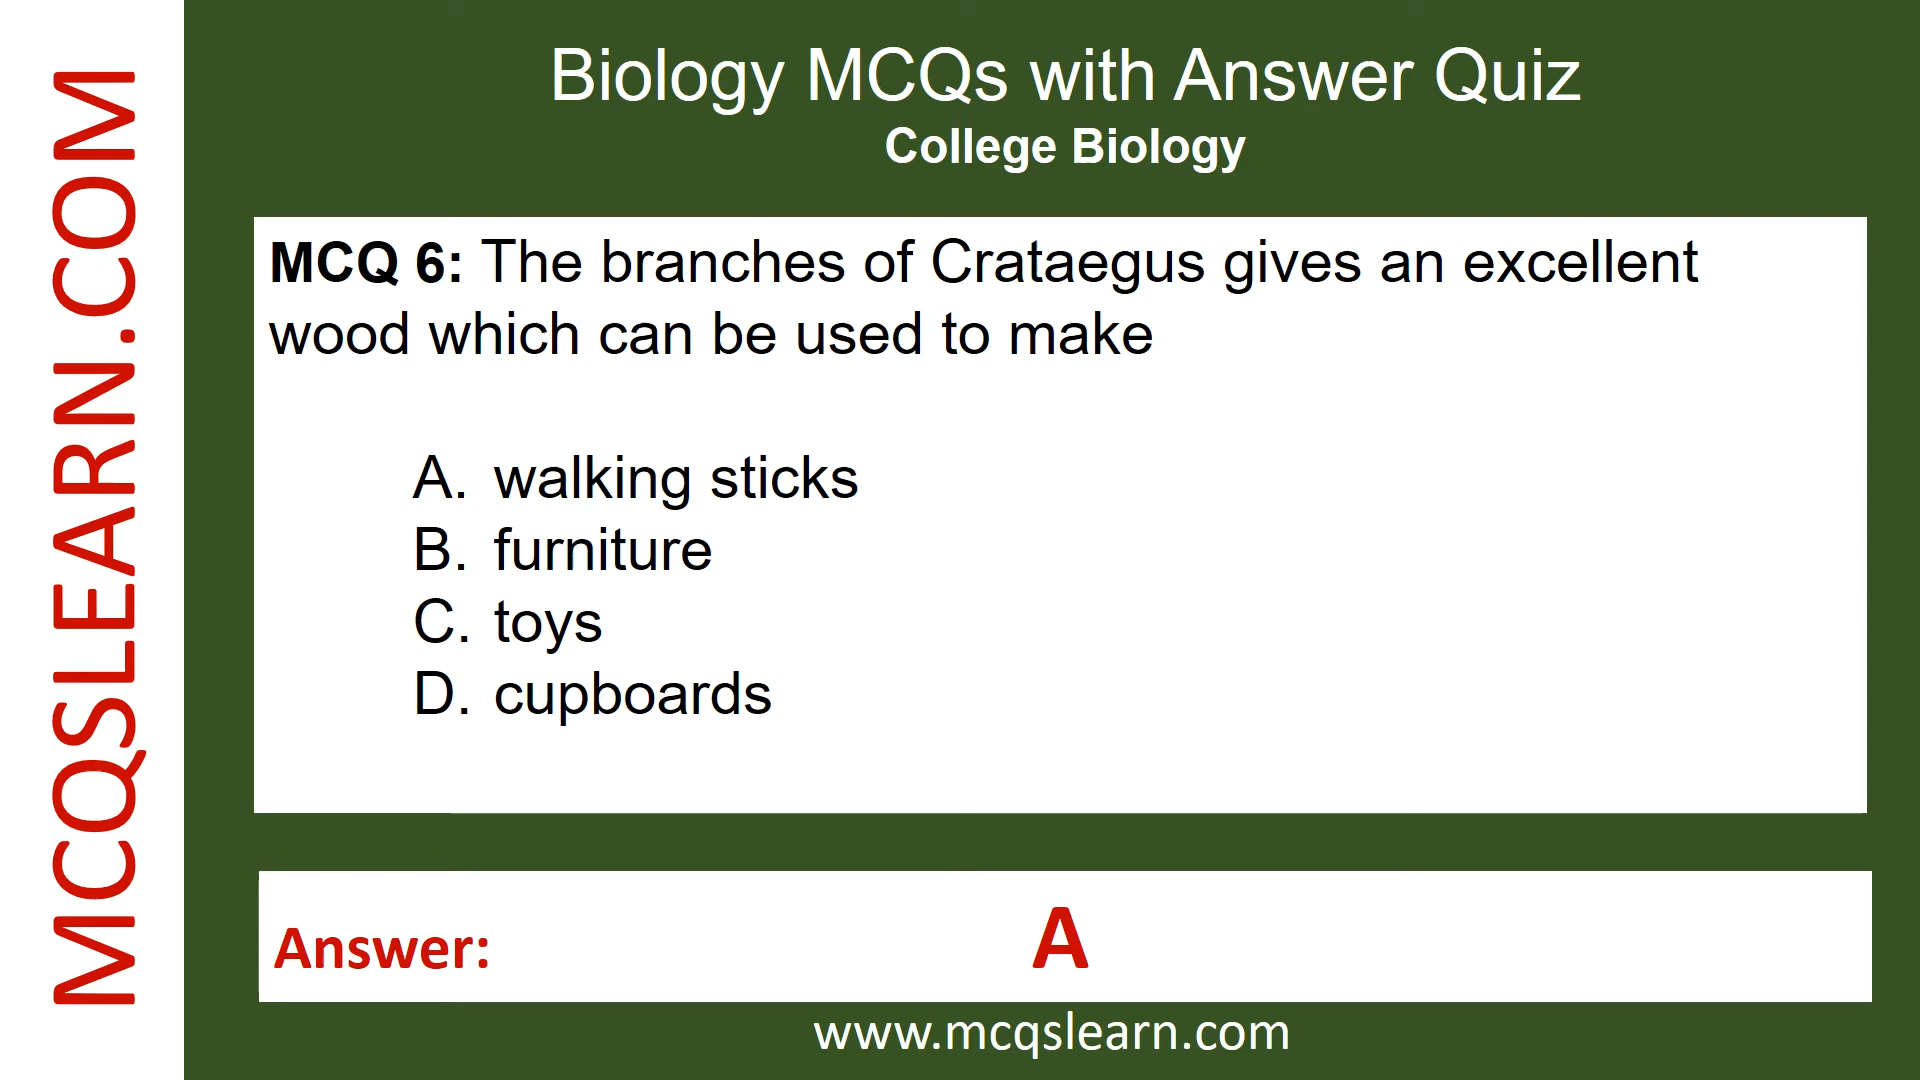 MCQSLEARN.COM
Biology MCQs with Answer Quiz
College Biology
MCQ 6: The branches of Crataegus gives an excellent
wood which can be used to make
A. walking sticks
B. furniture
C. toys
D. cupboards
Answer: A
www.mcqslearn.com